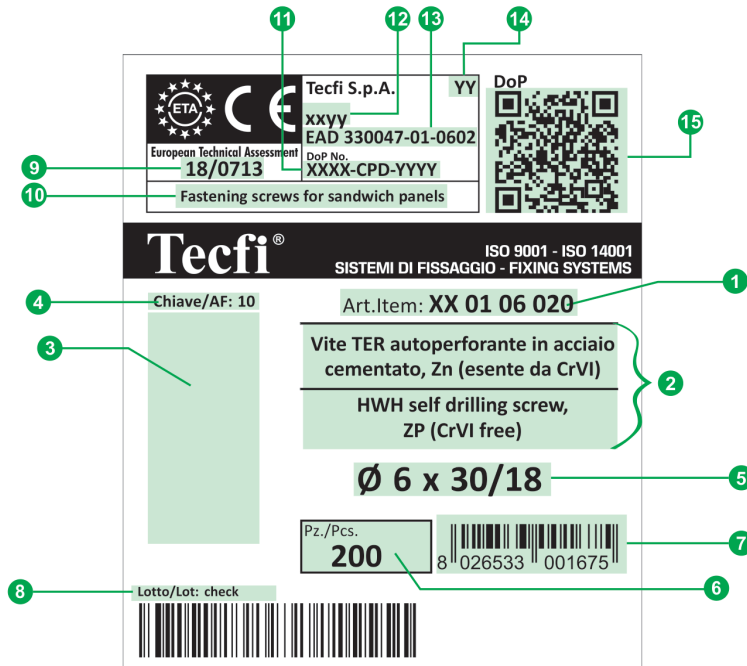 11
12
13
14
ETA
CE
Tecfi S.p.A.
YY
DoP
xxyy
EAD 330047-01-0602
15
European Technical Assessment
DoP No.
9
18/0713
XXXX-CPD-YYYY
10
Fastening screws for sandwich panels
Tecfi®
ISO 9001 - ISO 14001
SISTEMI DI FISSAGGIO - FIXING SYSTEMS
4
Chiave/AF: 10
Art.Item: XX 01 06 020
1
3
Vite TER autoperforante in acciaio
cementato, Zn (esente da CrVI)
2
HWH self drilling screw,
ZP (CrVI free)
Ø 6 x 30/18
5
Pz./Pcs.
200
6
8 026533 001675
7
8
Lotto/Lot: check